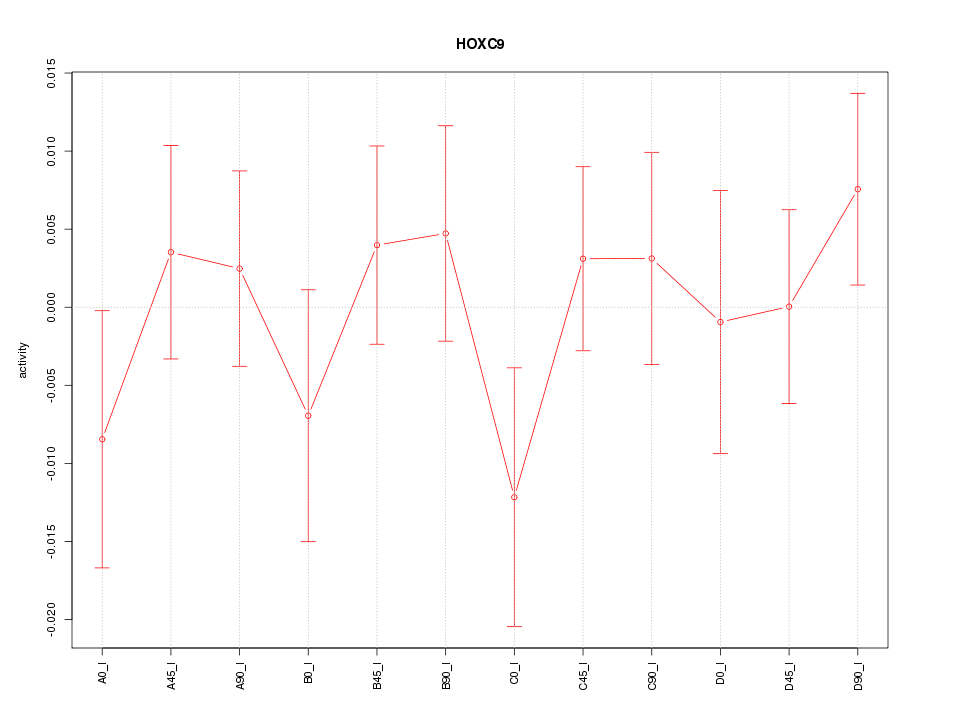 HOXC9
activity
0.015
0.010
0.005
0.000
-0.005
-0.010
-0.015
-0.020
A0_I
A45_I
A90_I
B0_I
B45_I
B90_I
C0_I
C45_I
C90_I
D0_I
D45_I
D90_I